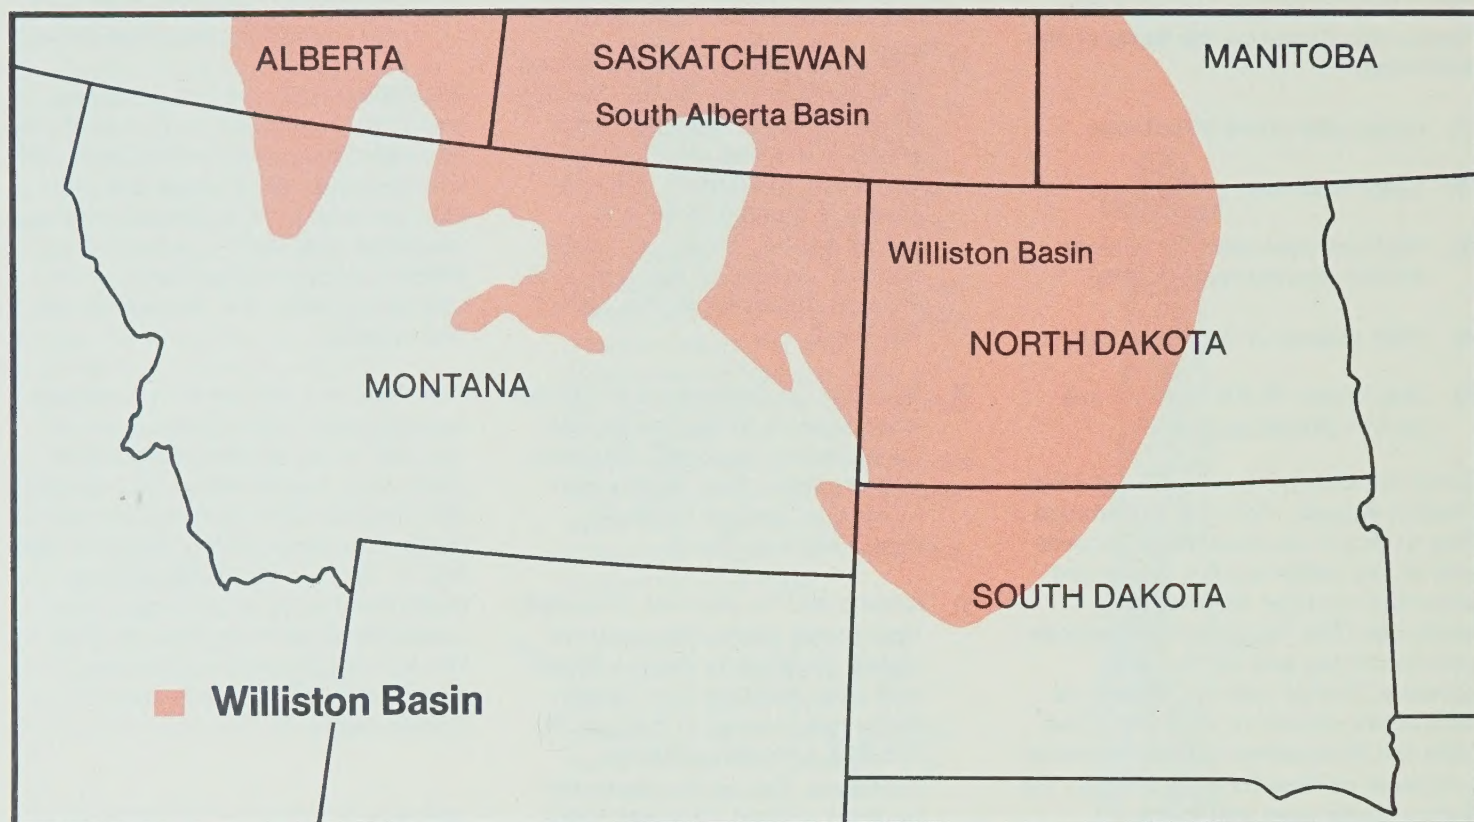 ALBERTA
SASKATCHEWAN
MANITOBA
South Alberta Basin
Williston Basin
NORTH DAKOTA
MONTANA
SOUTH DAKOTA
Williston Basin